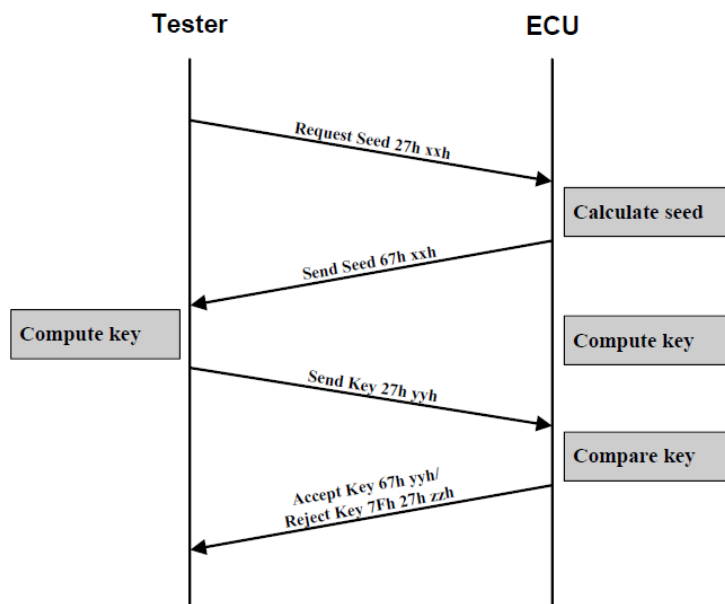 Tester
ECU
Request Seed 27h xxh
Calculate seed
Send Seed 67h xxh
Compute key
Compute key
Send Key 27h yyh
Compare key
Accept Key 67h yyh/
Reject Key 7Fh 27h zzh